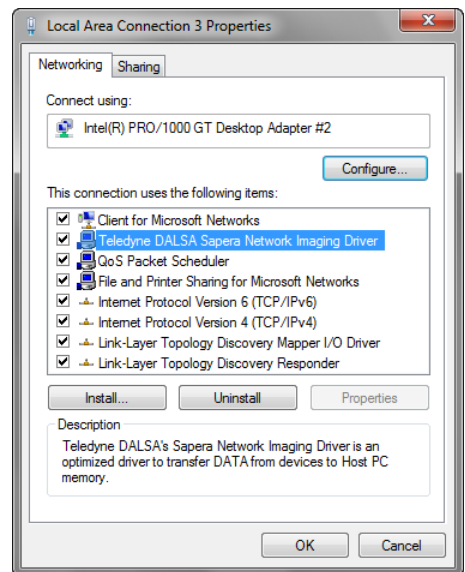 Local Area Connection 3 Properties
Networking
Sharing
Connect using:
Intel(R) PRO/1000 GT Desktop Adapter #2
Configure...
This connection uses the following items:
Client for Microsoft Networks
Teledyne DALSA Sapera Network Imaging Driver
QoS Packet Scheduler
File and Printer Sharing for Microsoft Networks
Internet Protocol Version 6 (TCP/IPv6)
Internet Protocol Version 4 (TCP/IPv4)
Link-Layer Topology Discovery Mapper I/O Driver
Link-Layer Topology Discovery Responder
Install...
Uninstall
Properties
Description
Teledyne DALSA's Sapera Network Imaging Driver is an
optimized driver to transfer DATA from devices to Host PC
memory.
OK
Cancel